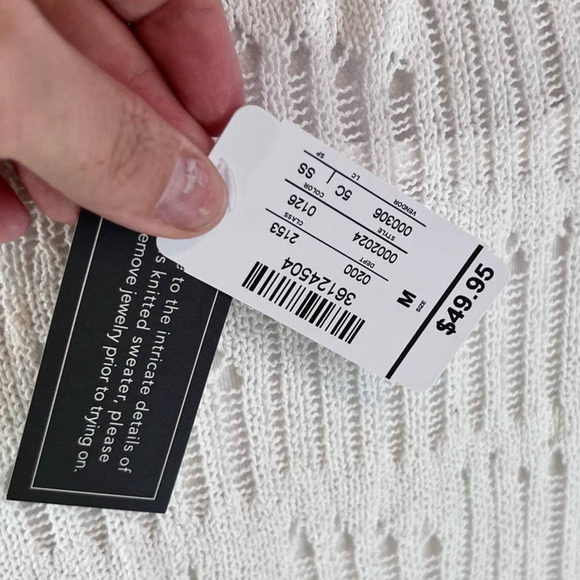 36124504
DEPT CLASS
0200 2153
STYLE COLOR
0002024 0126
VENDOR LC SP
000306 5C SS
SIZE
M
$49.95
to the intricate details of
s knitted sweater, please
emove jewelry prior to trying on.